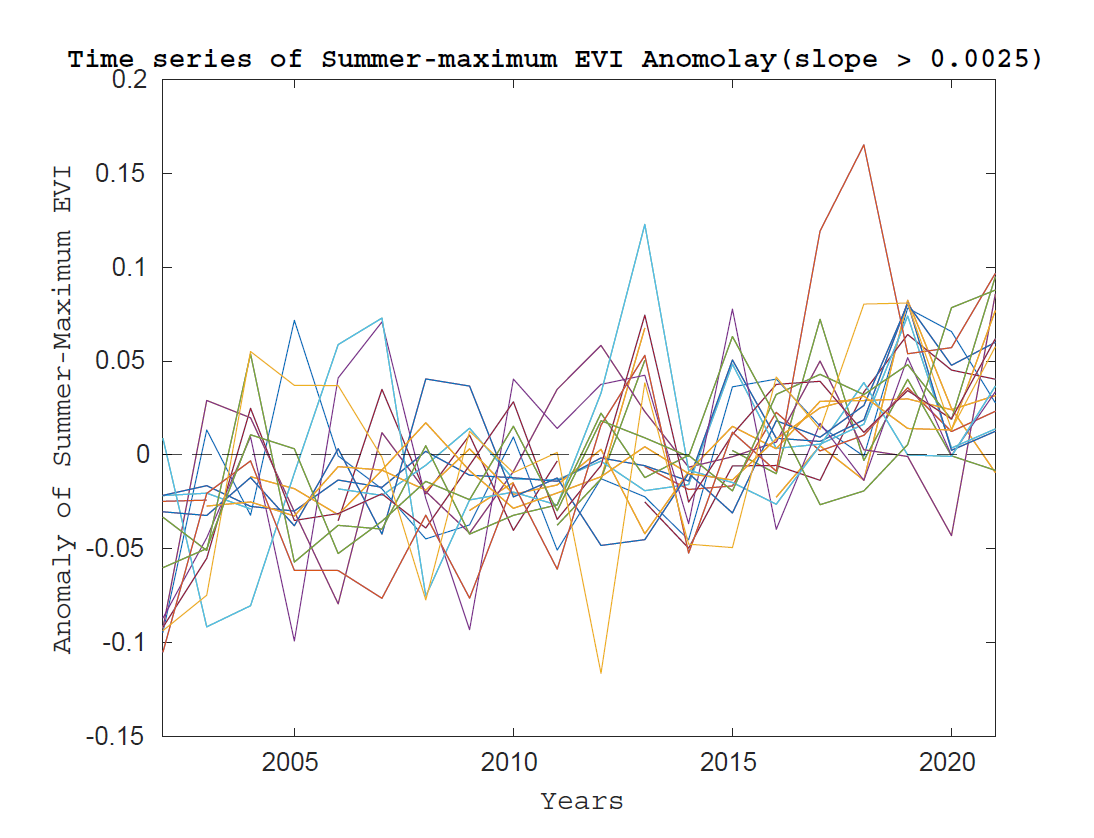 Time series of Summer-maximum EVI Anomolay(slope > 0.0025)
0.2
0.15
0.1
0.05
0
-0.05
-0.1
-0.15
Anomaly of Summer-Maximum EVI
2005 2010 2015 2020
Years